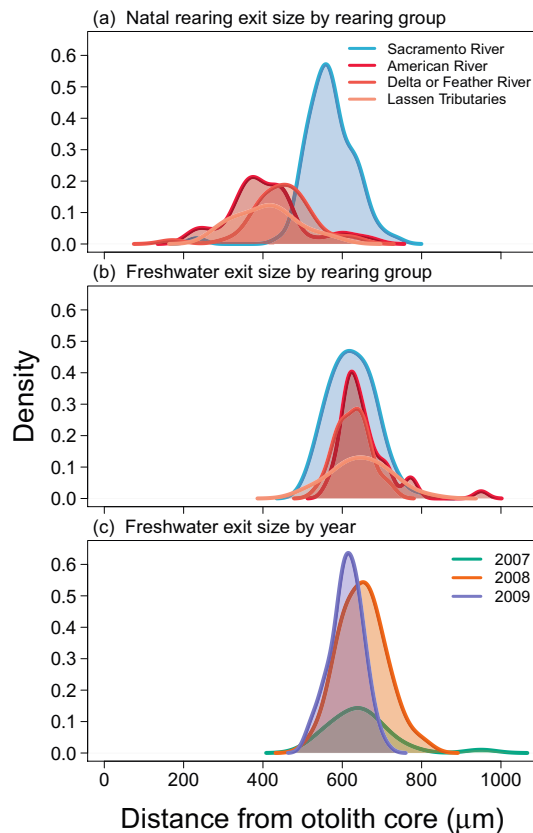 (a) Natal rearing exit size by rearing group
Sacramento River
American River
Delta or Feather River
Lassen Tributaries
0.6
0.5
0.4
0.3
0.2
0.1
0.0
(b) Freshwater exit size by rearing group
0.6
0.5
0.4
0.3
0.2
0.1
0.0
Density
(c) Freshwater exit size by year
2007
2008
2009
0.6
0.5
0.4
0.3
0.2
0.1
0.0
0 200 400 600 800 1000
Distance from otolith core (μm)